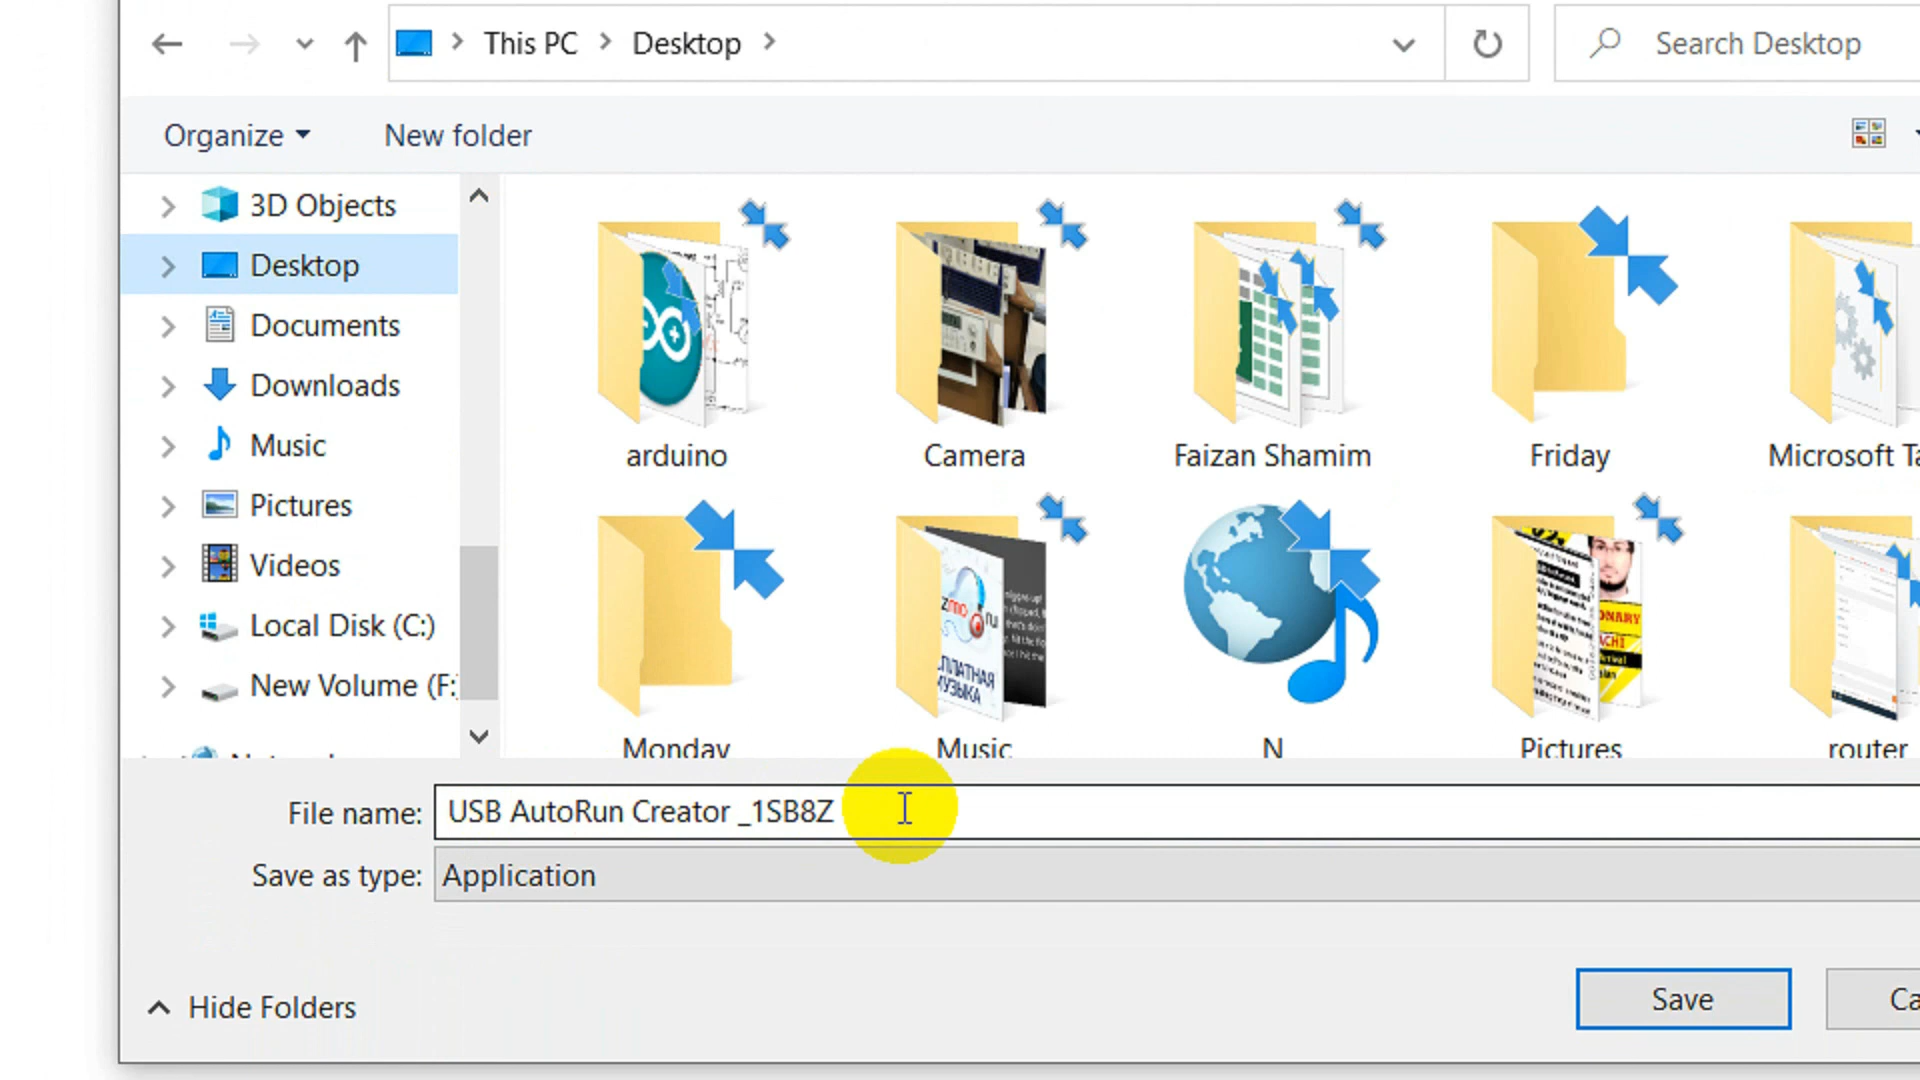 This PC
Desktop
Search Desktop
Organize
New folder
3D Objects
Desktop
Documents
Downloads
Music
Pictures
Videos
Local Disk (C:)
New Volume (F:
arduino
Camera
Faizan Shamim
Friday
Microsoft Ta
Monday
Music
N
Pictures
router
File name:
USB AutoRun Creator _1SB8Z
Save as type:
Application
Hide Folders
Save
Ca